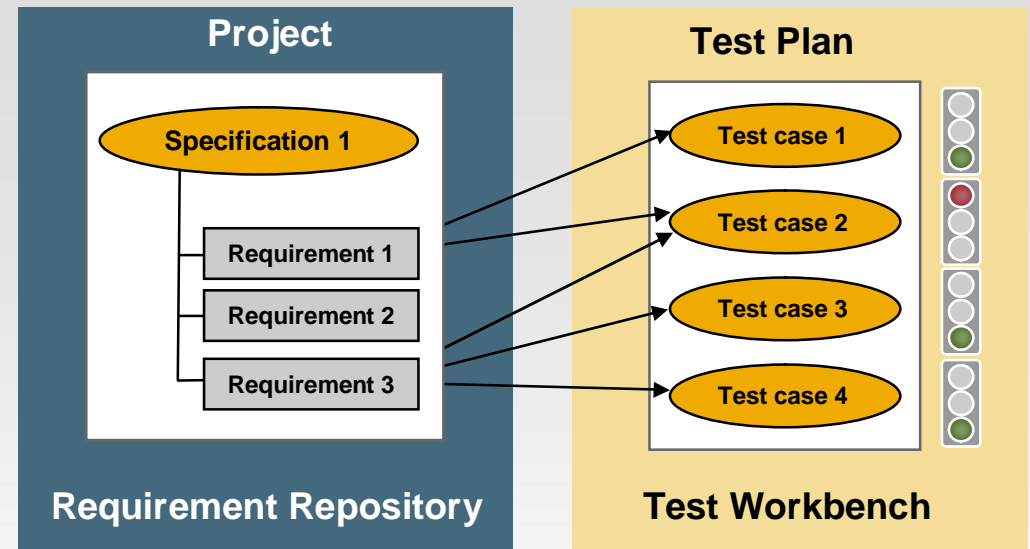 Project
Specification 1
Requirement 1
Requirement 2
Requirement 3
Requirement Repository
Test Plan
Test case 1
Test case 2
Test case 3
Test case 4
Test Workbench